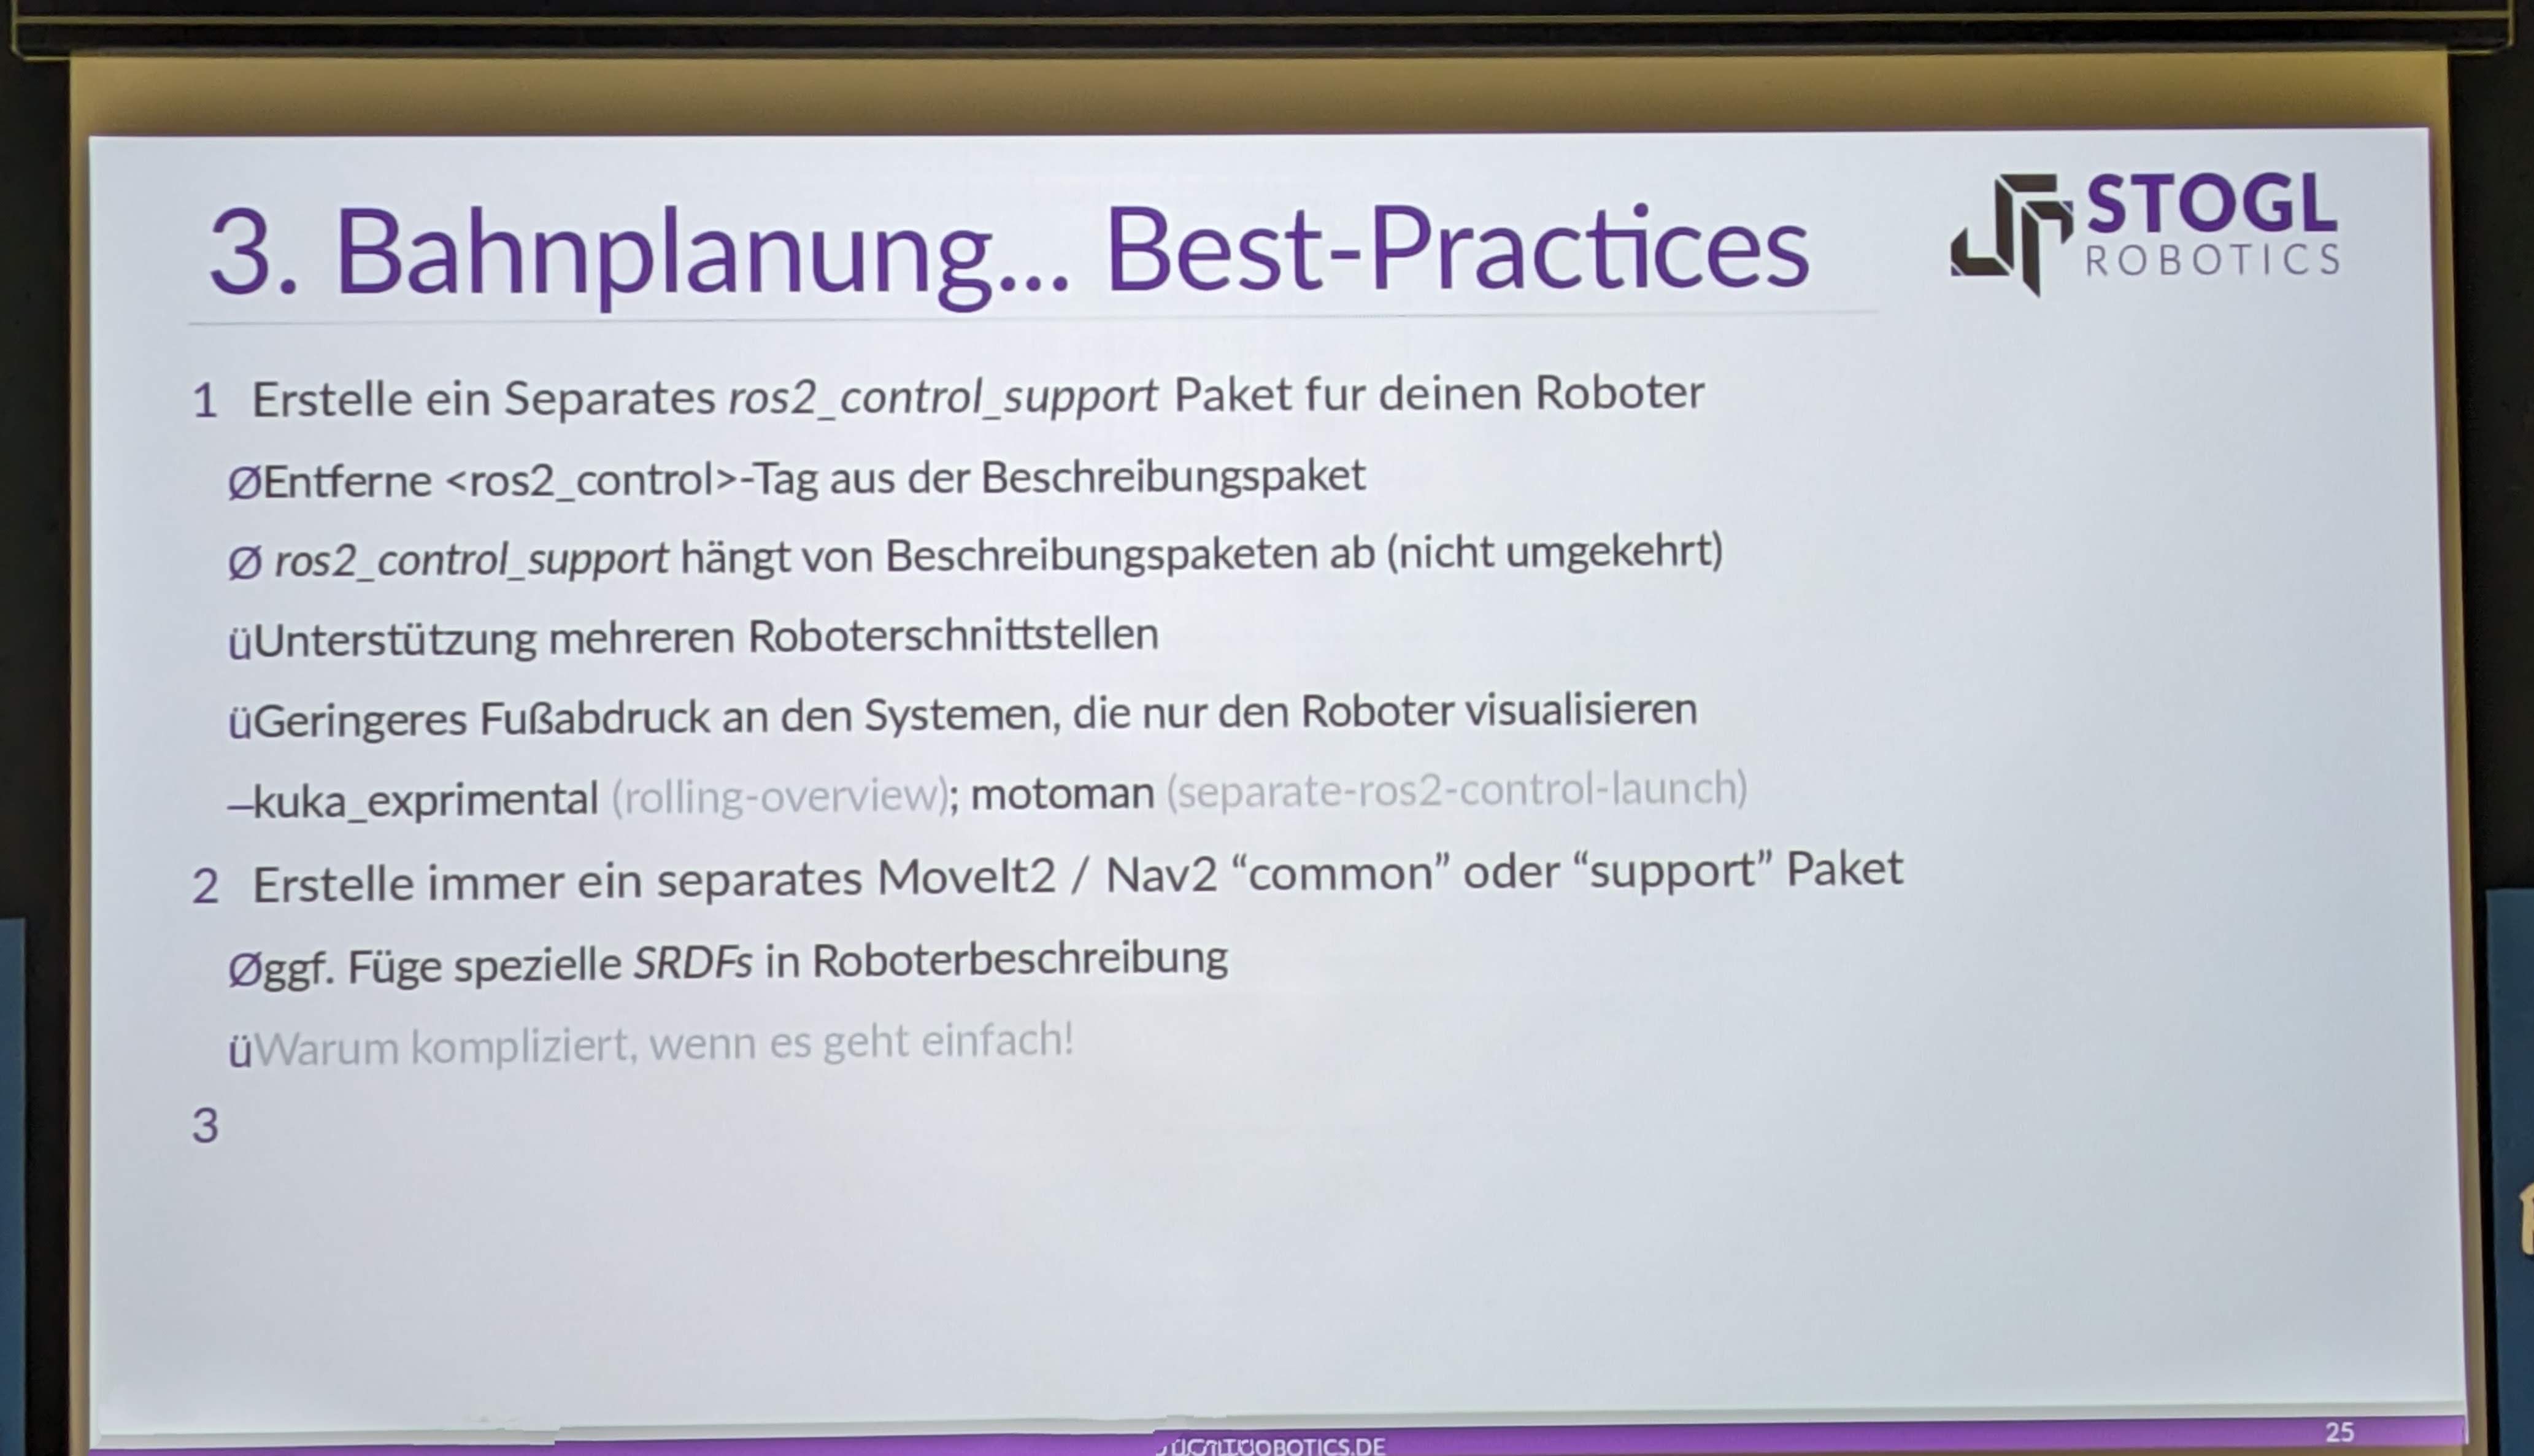 3. Bahnplanung... Best-Practices
STOGL
ROBOTICS
1 Erstelle ein Separates ros2_control_support Paket fur deinen Roboter
ØEntferne <ros2_control>-Tag aus der Beschreibungspaket
Ø ros2_control_support hängt von Beschreibungspaketen ab (nicht umgekehrt)
üUnterstützung mehreren Roboterschnittstellen
üGeringeres Fußabdruck an den Systemen, die nur den Roboter visualisieren
–kuka_exprimental (rolling-overview); motoman (separate-ros2-control-launch)
2 Erstelle immer ein separates MoveIt2 / Nav2 “common” oder “support” Paket
Øggf. Füge spezielle SRDFs in Roboterbeschreibung
üWarum kompliziert, wenn es geht einfach!
3
25